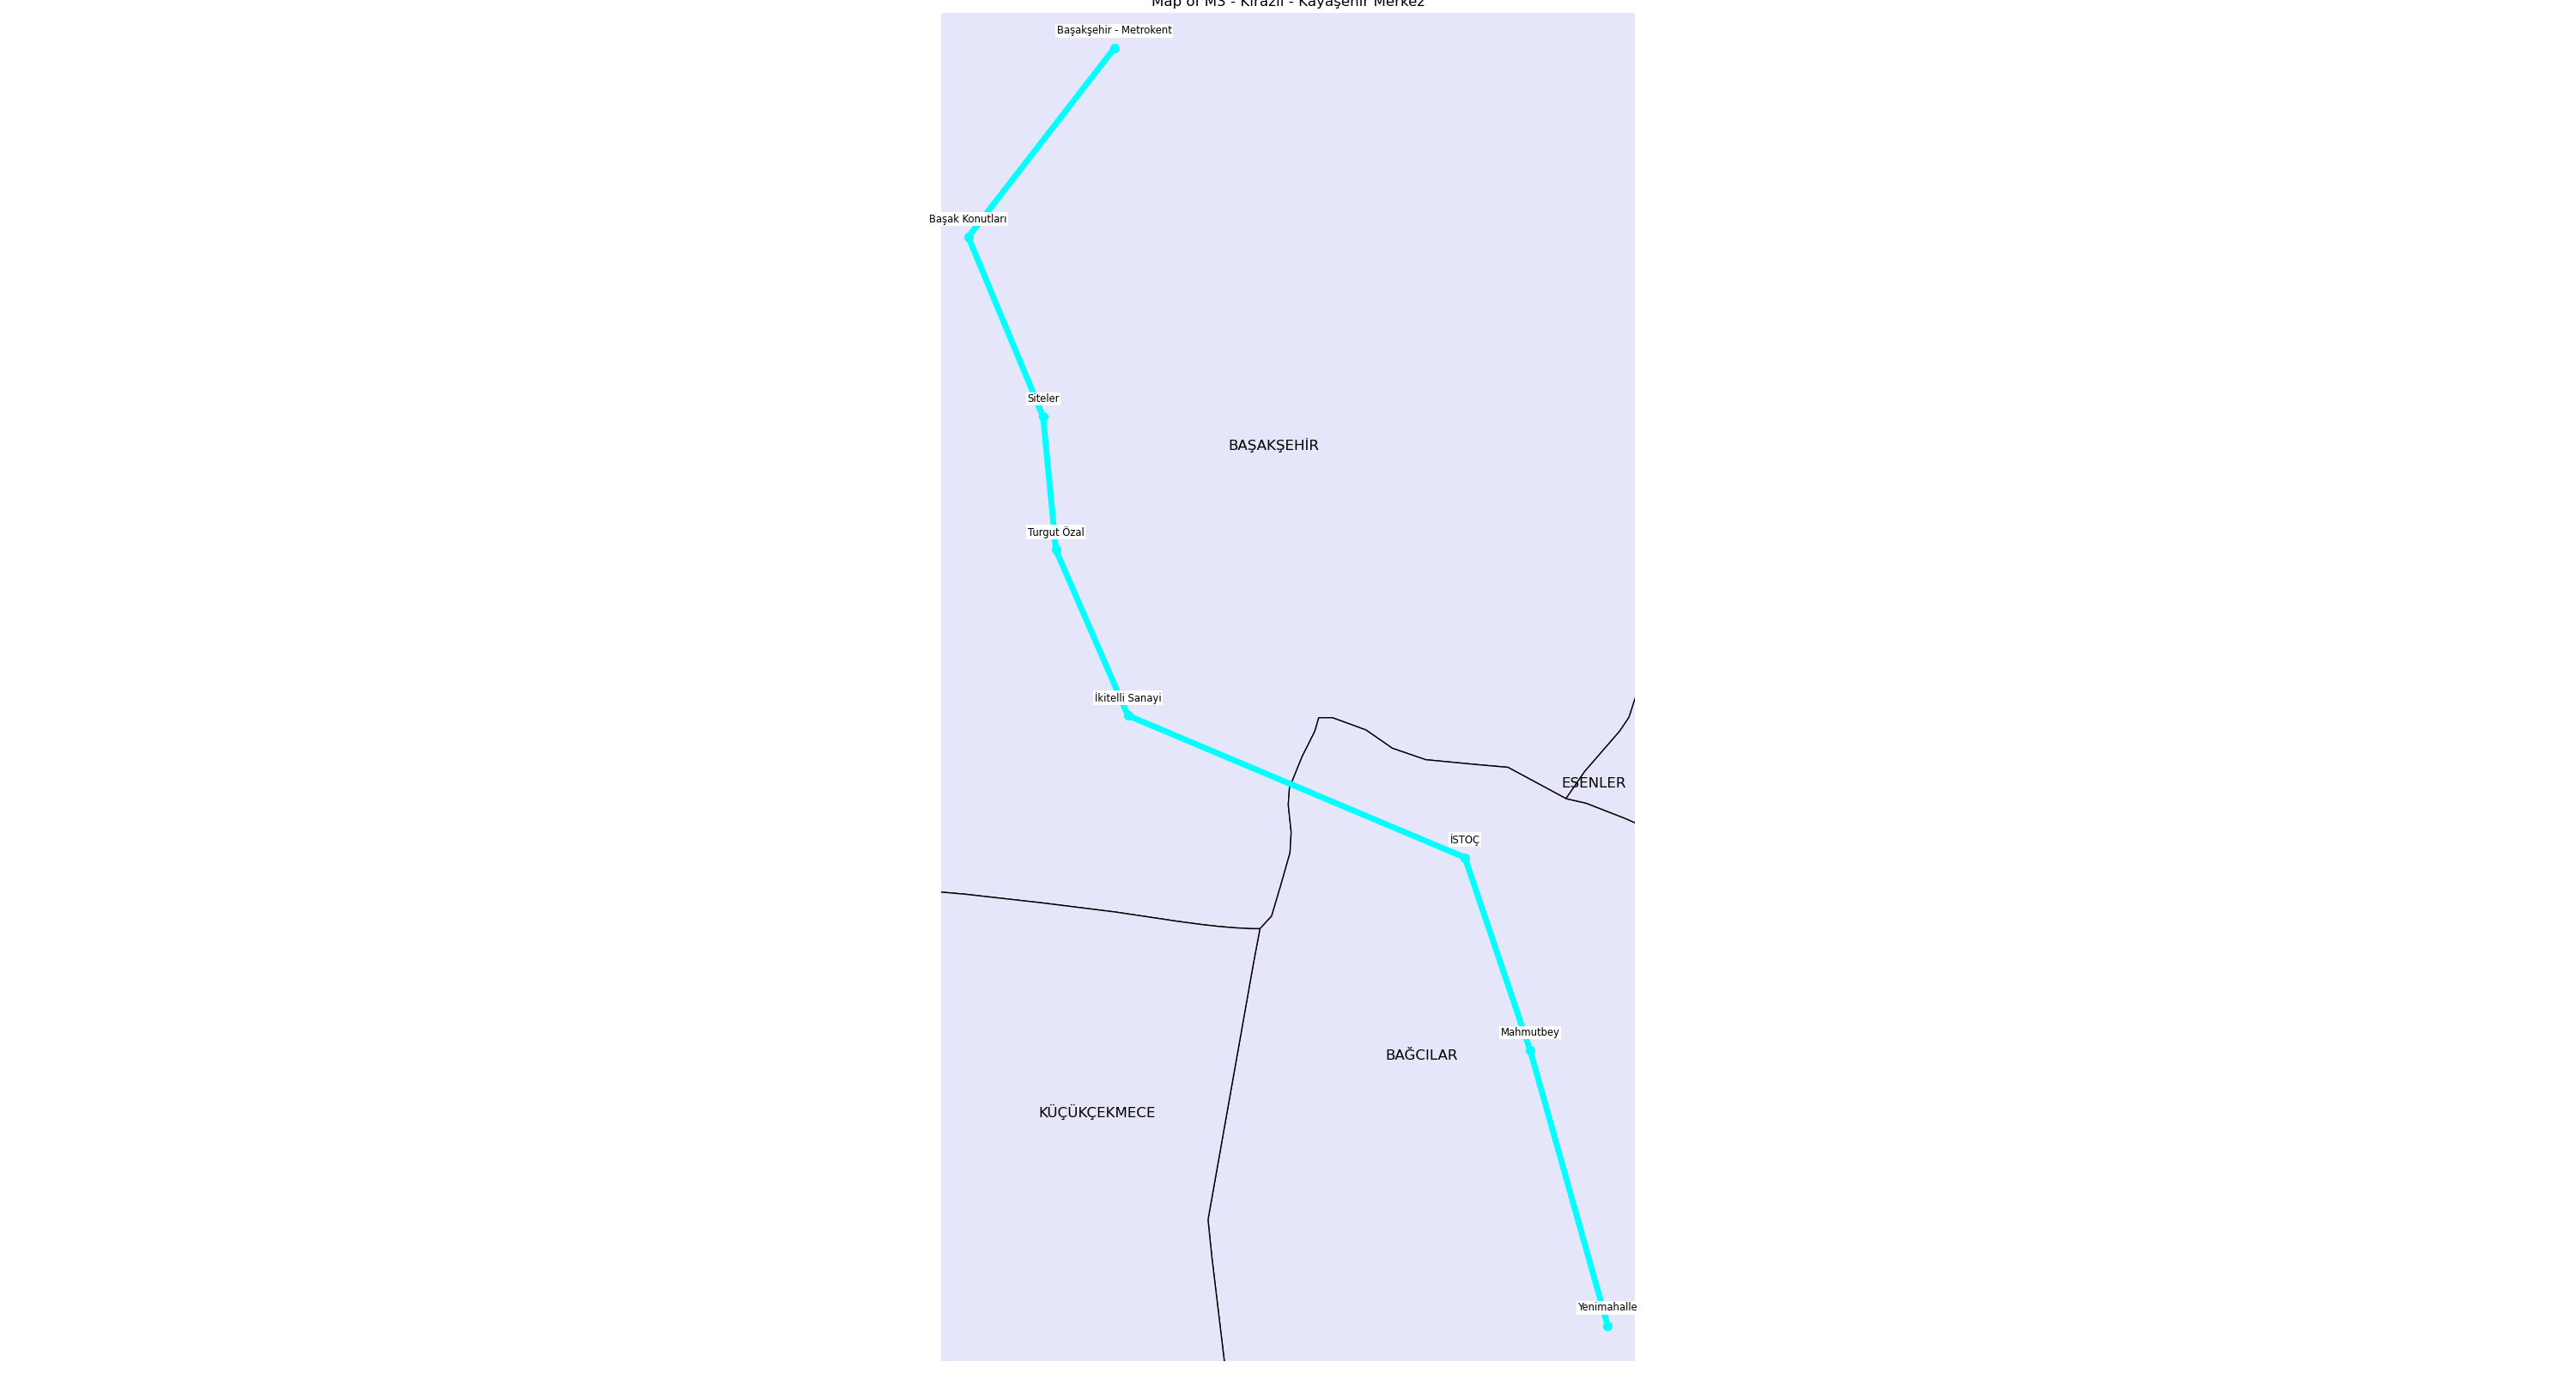 Map of M3 - Kirazlı - Kayaşehir Merkez
Başakşehir - Metrokent
Başak Konutları
Siteler
BAŞAKŞEHİR
Turgut Özal
İkitelli Sanayi
ESENLER
İSTOÇ
Mahmutbey
BAĞCILAR
KÜÇÜKÇEKMECE
Yenimahalle